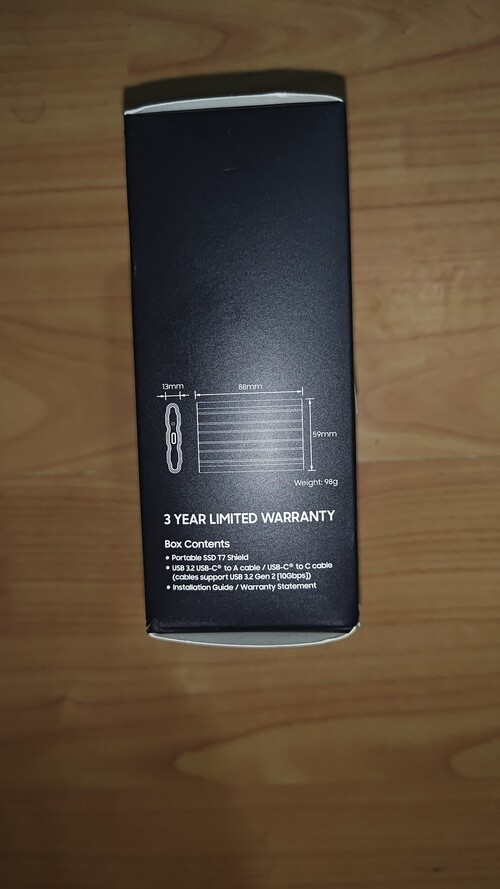 13mm
88mm
59mm
Weight: 98g
3 YEAR LIMITED WARRANTY
Box Contents
• Portable SSD T7 Shield
• USB 3.2 USB-C® to A cable / USB-C® to C cable
(cables support USB 3.2 Gen 2 [10Gbps])
• Installation Guide / Warranty Statement